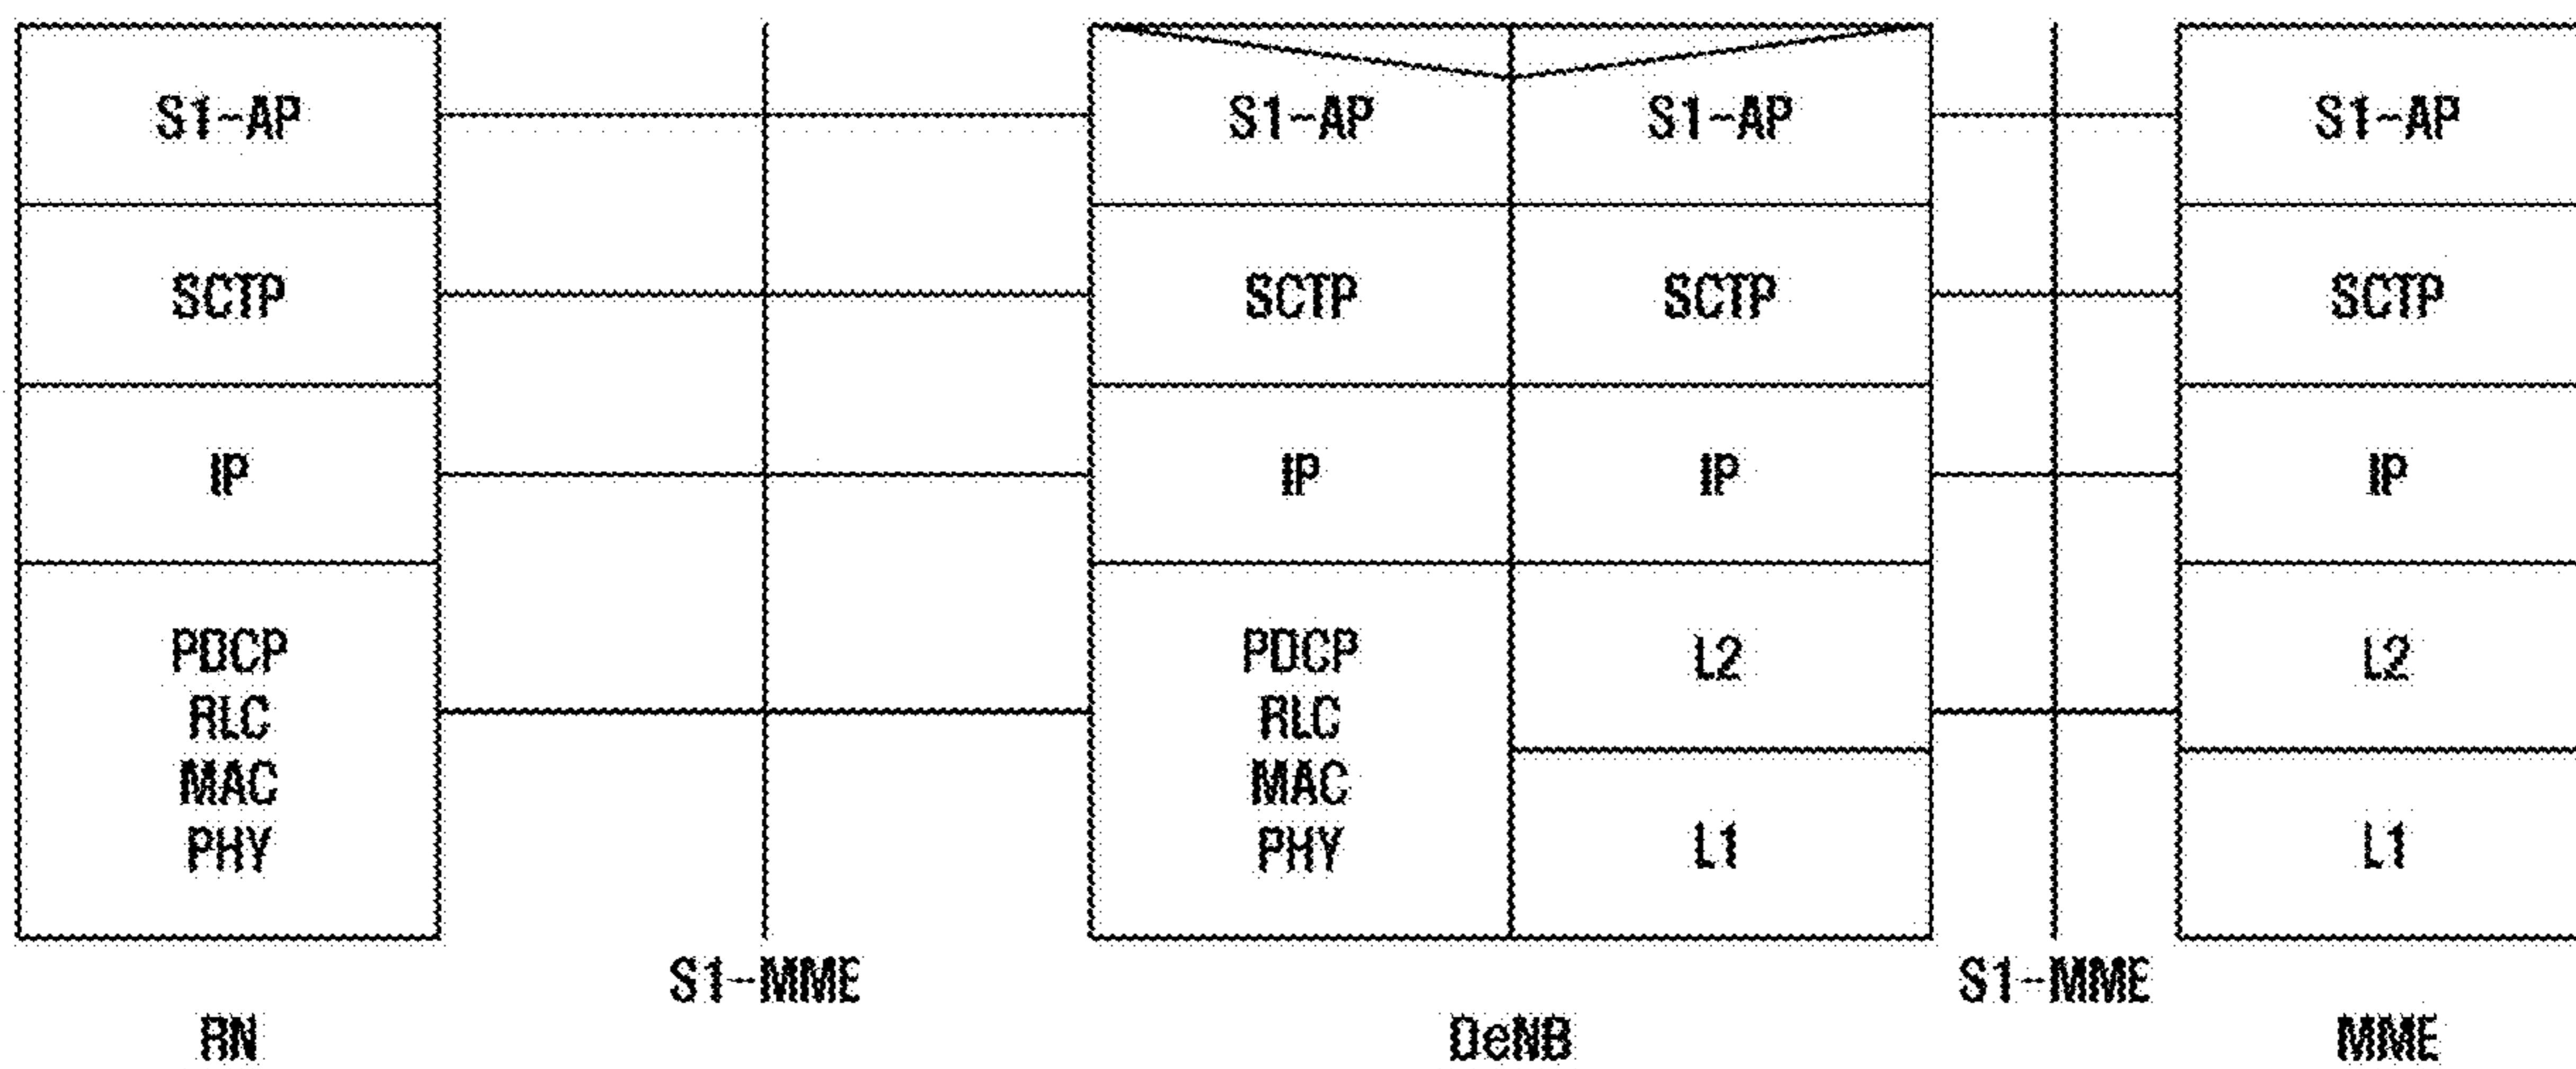 S1-AP S1-AP S1-AP S1-AP
SCTP SCTP SCTP SCTP
IP IP IP IP
PDCP PDCP L2 L2
RLC RLC
MAC MAC
PHY PHY L1 L1
S1-MME S1-MME
RN DeNB MME